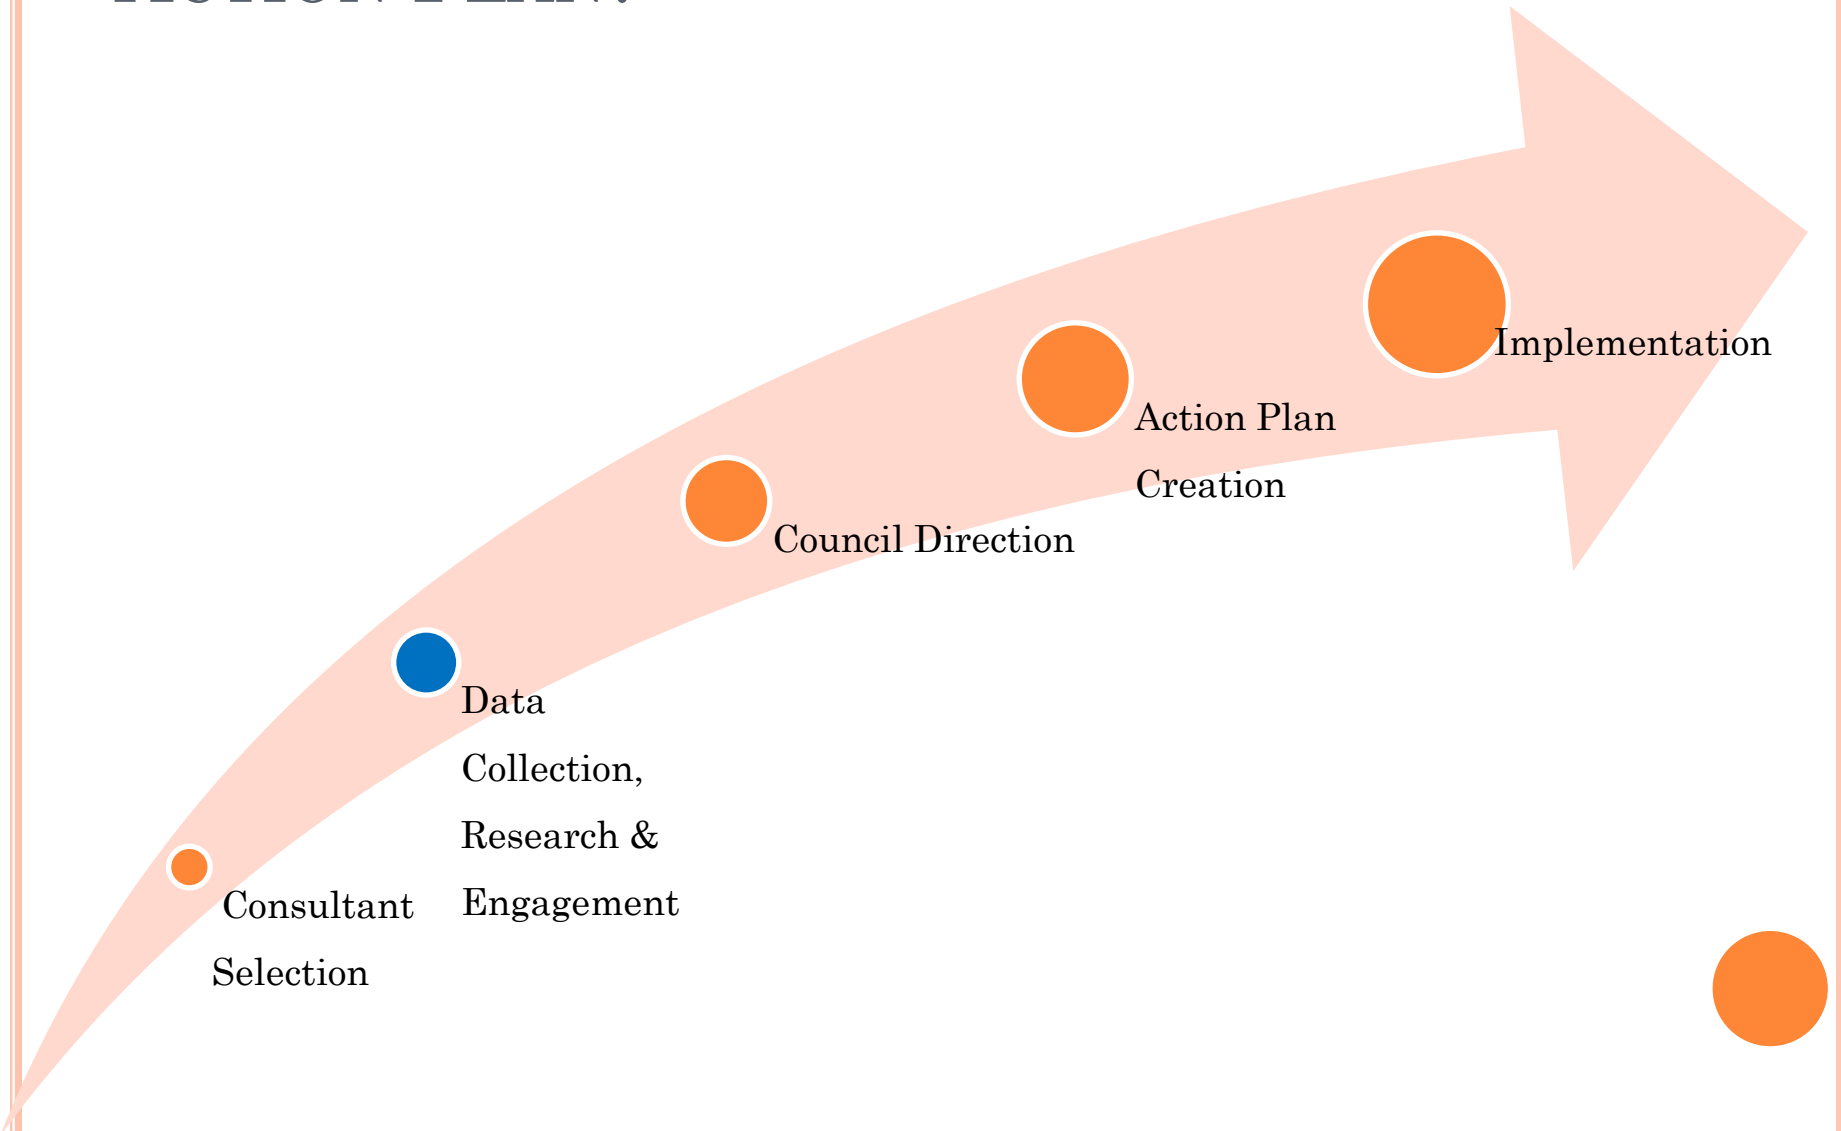 Implementation
Action Plan
Creation
Council Direction
Data
Collection,
Research &
Engagement
Consultant
Selection